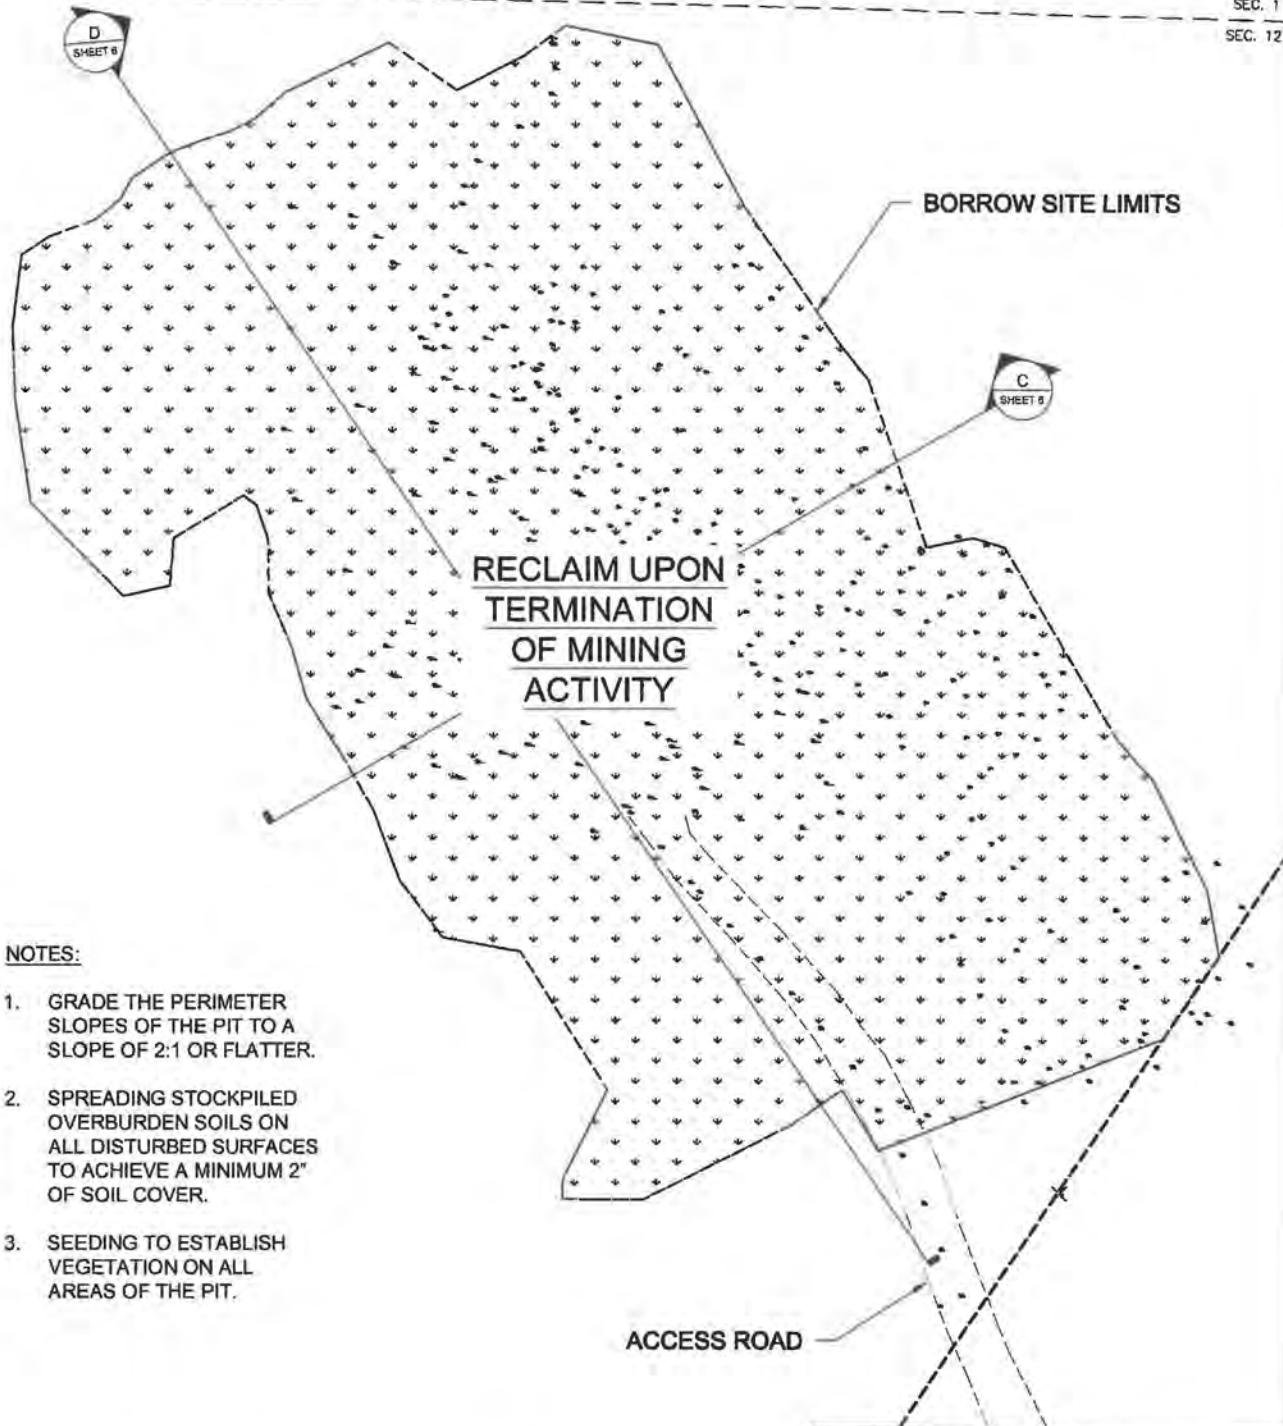 SEC. 1
SEC. 12
D
SHEET 6
BORROW SITE LIMITS
C
SHEET 6
RECLAIM UPON
TERMINATION
OF MINING
ACTIVITY
NOTES:
1. GRADE THE PERIMETER
SLOPES OF THE PIT TO A
SLOPE OF 2:1 OR FLATTER.
2. SPREADING STOCKPILED
OVERBURDEN SOILS ON
ALL DISTURBED SURFACES
TO ACHIEVE A MINIMUM 2"
OF SOIL COVER.
3. SEEDING TO ESTABLISH
VEGETATION ON ALL
AREAS OF THE PIT.
ACCESS ROAD